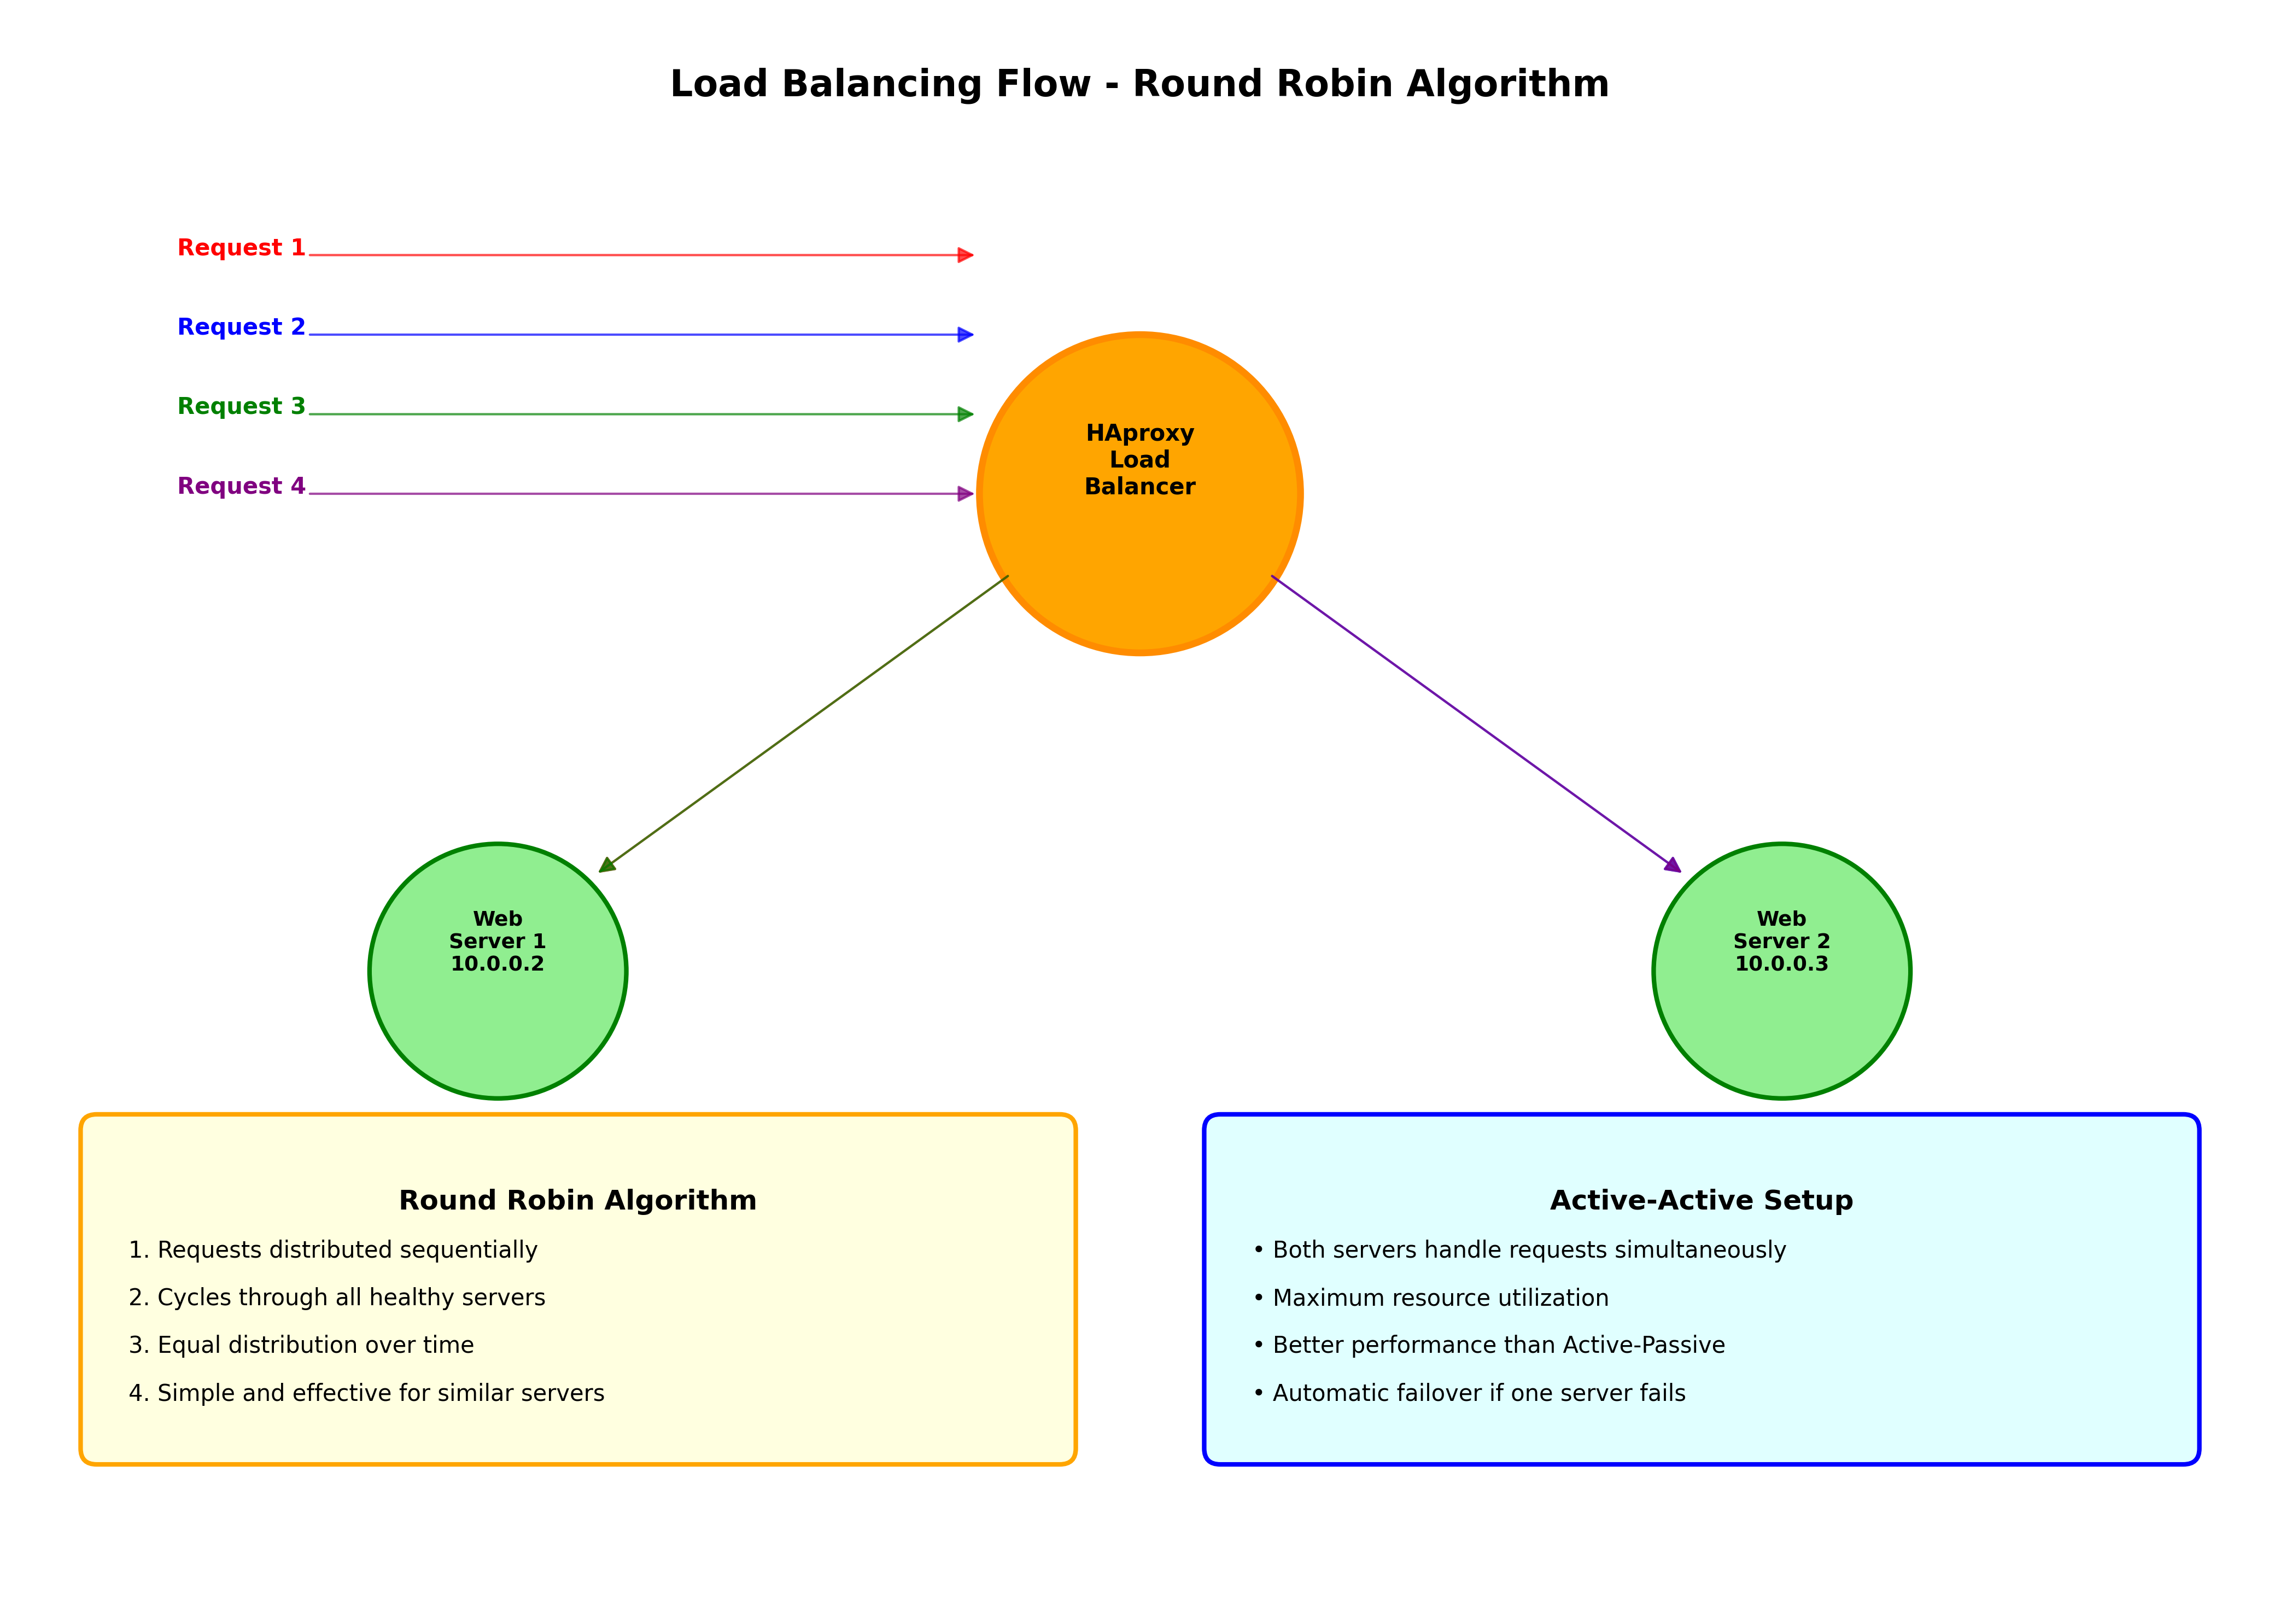 Load Balancing Flow - Round Robin Algorithm
Request 1
Request 2
Request 3
Request 4
HAproxy
Load
Balancer
Web
Server 1
10.0.0.2
Web
Server 2
10.0.0.3
Round Robin Algorithm
1. Requests distributed sequentially
2. Cycles through all healthy servers
3. Equal distribution over time
4. Simple and effective for similar servers
Active-Active Setup
• Both servers handle requests simultaneously
• Maximum resource utilization
• Better performance than Active-Passive
• Automatic failover if one server fails